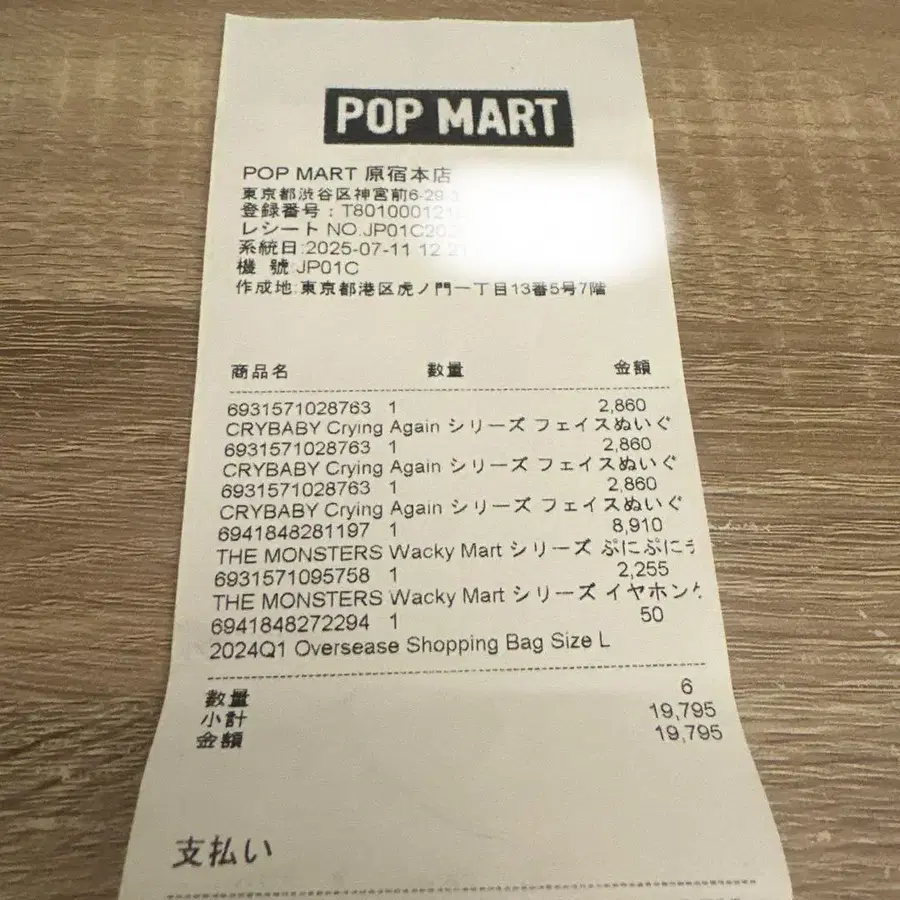 POP MART
POP MART 原宿本店
東京都渋谷区神宮前6-29-3
登録番号：T801000121
レシート NO.JP01C202
系統日:2025-07-11 12 21
機 號:JP01C
作成地:東京都港区虎ノ門一丁目13番5号7階
商品名 数量 金額
6931571028763 1 2,860
CRYBABY Crying Again シリーズ フェイスぬいぐ
6931571028763 1 2,860
CRYBABY Crying Again シリーズ フェイスぬいぐ
6931571028763 1 2,860
CRYBABY Crying Again シリーズ フェイスぬいぐ
6941848281197 1 8,910
THE MONSTERS Wacky Mart シリーズ ぷにぷにラ
6931571095758 1 2,255
THE MONSTERS Wacky Mart シリーズ イヤホンケ
6941848272294 1 50
2024Q1 Oversease Shopping Bag Size L
数量 6
小計 19,795
金額 19,795
支払い